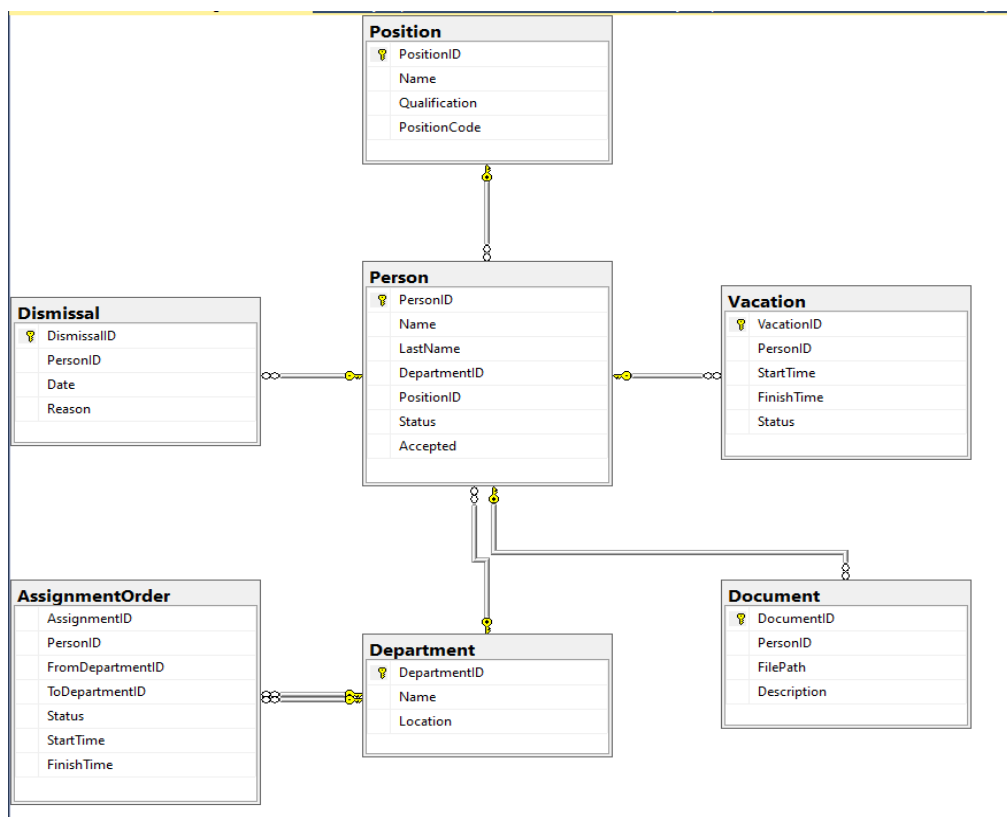 Position
PositionID
Name
Qualification
PositionCode
Person
PersonID
Name
LastName
DepartmentID
PositionID
Status
Accepted
Dismissal
DismissalID
PersonID
Date
Reason
Vacation
VacationID
PersonID
StartTime
FinishTime
Status
AssignmentOrder
AssignmentID
PersonID
FromDepartmentID
ToDepartmentID
Status
StartTime
FinishTime
Department
DepartmentID
Name
Location
Document
DocumentID
PersonID
FilePath
Description